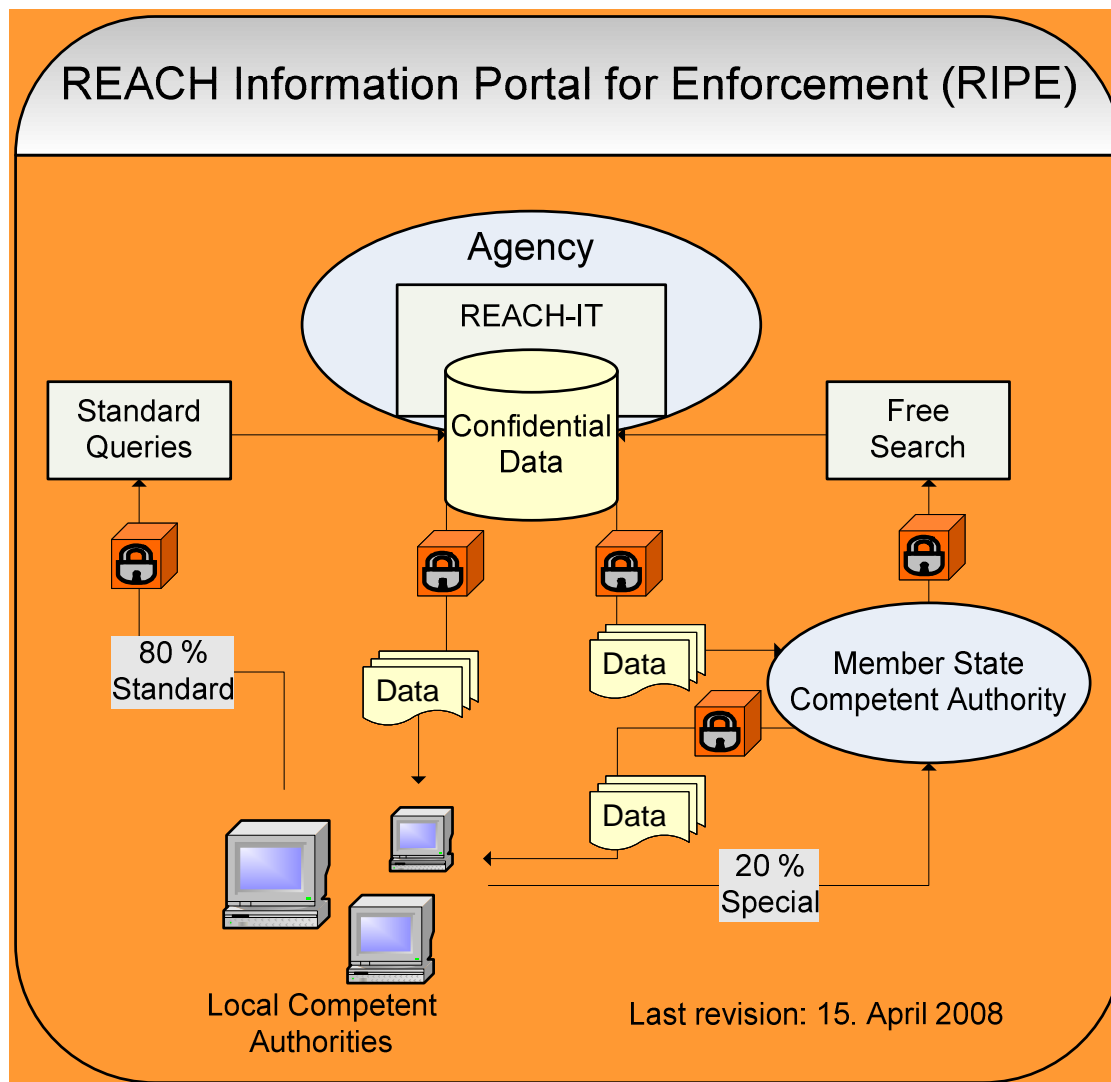 REACH Information Portal for Enforcement (RIPE)
Agency
REACH-IT
Standard
Queries
Confidential
Data
Free
Search
80 %
Standard
Data
Data
Member State
Competent Authority
Data
20 %
Special
Local Competent
Authorities
Last revision: 15. April 2008